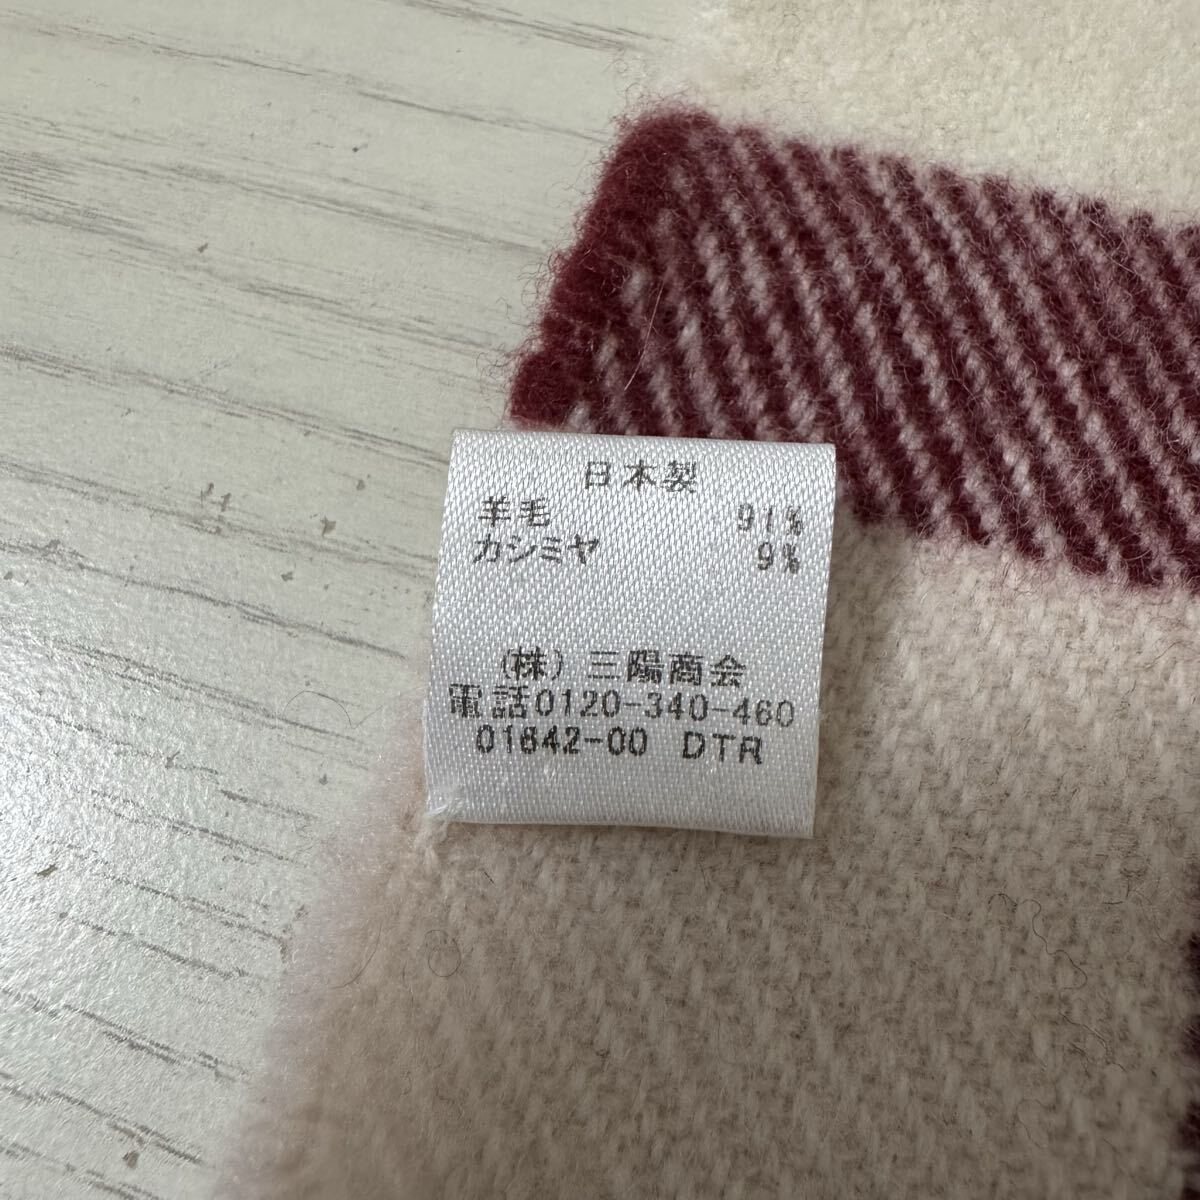 日本製
羊毛 91%
カシミヤ 9%
(株) 三陽商会
電話0120-340-460
01642-00 DTR